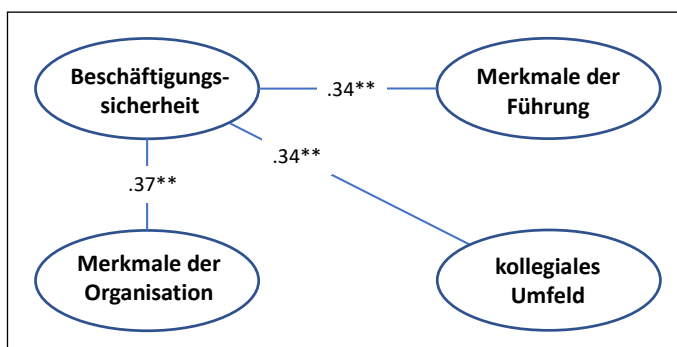 Beschäftigungs-
sicherheit
.34**
Merkmale der
Führung
.34**
.37**
Merkmale der
Organisation
kollegiales
Umfeld